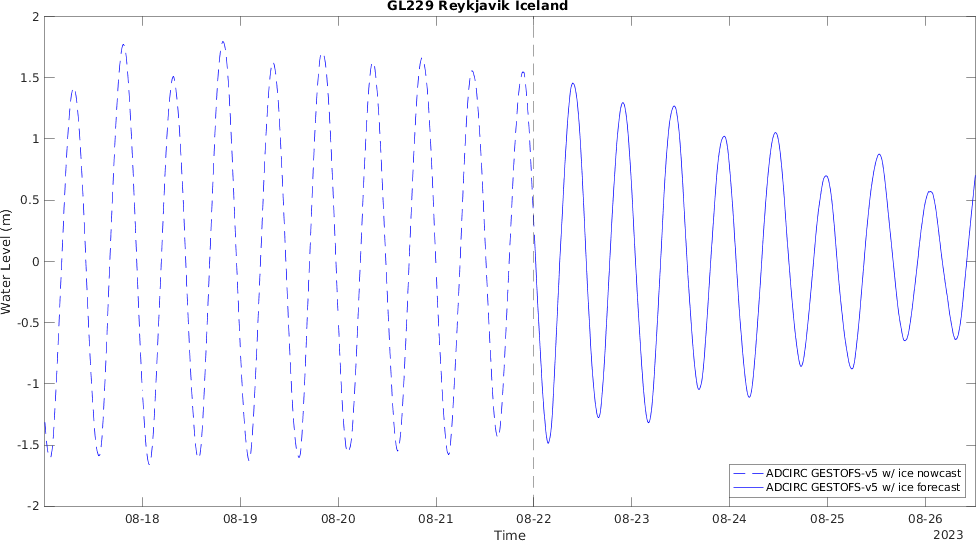 GL229 Reykjavik Iceland
2
1.5
1
0.5
0
-0.5
-1
-1.5
-2
Water Level (m)
08-18 08-19 08-20 08-21 08-22 08-23 08-24 08-25 08-26
Time
2023
ADCIRC GESTOFS-v5 w/ ice nowcast
ADCIRC GESTOFS-v5 w/ ice forecast